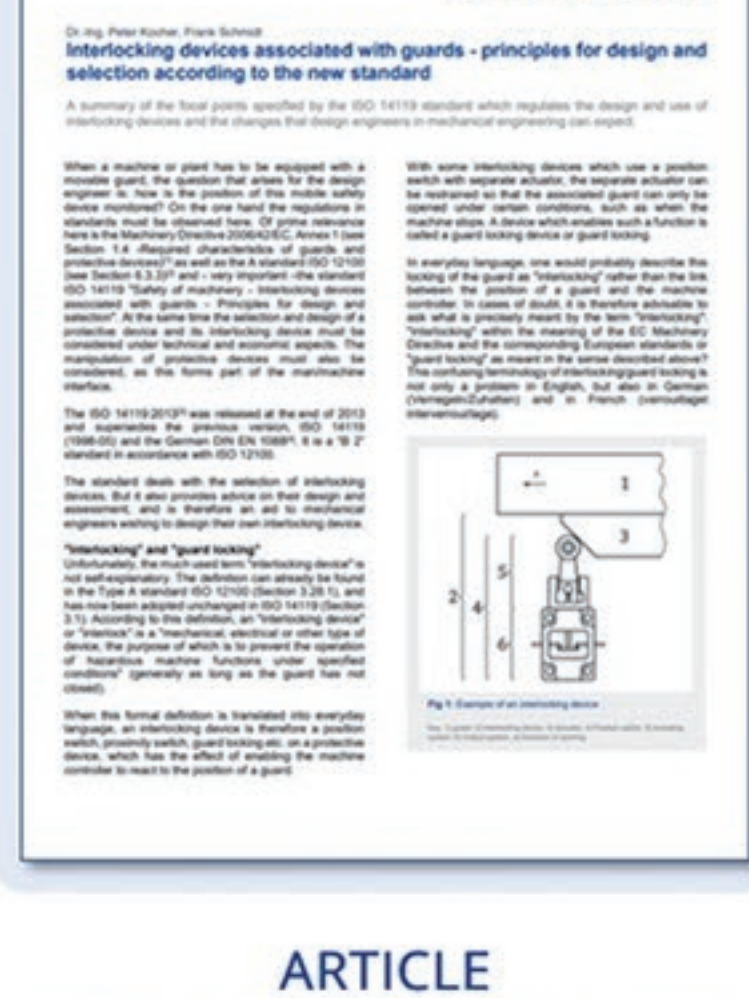 Dr.-Ing. Peter Kocher, Frank Schmidt
Interlocking devices associated with guards - principles for design and
selection according to the new standard
A summary of the focal points specified by the ISO 14119 standard which regulates the design and use of
interlocking devices and the changes that design engineers in mechanical engineering can expect.
When a machine or plant has to be equipped with a
movable guard, the question that arises for the design
engineer is: how is the position of this mobile safety
device monitored? On the one hand the regulations in
standards must be observed here. Of prime relevance
here is the Machinery Directive 2006/42/EC, Annex 1 (see
Section 1.4 -Required characteristics of guards and
protective devices) as well as the A standard ISO 12100
(see Section 6.3.3) and - very important -the standard
ISO 14119 "Safety of machinery - Interlocking devices
associated with guards - Principles for design and
selection". At the same time the selection and design of a
protective device and its interlocking device must be
considered under technical and economic aspects. The
manipulation of protective devices must also be
considered, as this forms part of the man/machine
interface.
The ISO 14119:2013 was released at the end of 2013
and supersedes the previous version, ISO 14119
(1998-05) and the German DIN EN 1088. It is a "B 2"
standard in accordance with ISO 12100.
The standard deals with the selection of interlocking
devices. But it also provides advice on their design and
assessment, and is therefore an aid to mechanical
engineers wishing to design their own interlocking device.
"Interlocking" and "guard locking"
Unfortunately, the much used term "interlocking device" is
not self-explanatory. The definition can already be found
in the Type A standard ISO 12100 (Section 3.28.1), and
has now been adopted unchanged in ISO 14119 (Section
3.1). According to this definition, an "interlocking device"
or "interlock" is a "mechanical, electrical or other type of
device, the purpose of which is to prevent the operation
of hazardous machine functions under specified
conditions" (generally as long as the guard has not
closed).
When this formal definition is translated into everyday
language, an interlocking device is therefore a position
switch, proximity switch, guard locking etc. on a protective
device, which has the effect of enabling the machine
controller to react to the position of a guard.
With some interlocking devices which use a position
switch with separate actuator, the separate actuator can
be restrained so that the associated guard can only be
opened under certain conditions, such as when the
machine stops. A device which enables such a function is
called a guard locking device or guard locking.
In everyday language, one would probably describe this
locking of the guard as "interlocking" rather than the link
between the position of a guard and the machine
controller. In cases of doubt, it is therefore advisable to
ask what is precisely meant by the term "interlocking":
"interlocking" within the meaning of the EC Machinery
Directive and the corresponding European standards or
"guard locking" as meant in the sense described above?
This confusing terminology of interlocking/guard locking is
not only a problem in English, but also in German
(Verriegeln/Zuhalten) and in French (verrouillage/
interverrouillage).
1
3
5
2
4
6
Fig 1: Example of an interlocking device
ARTICLE